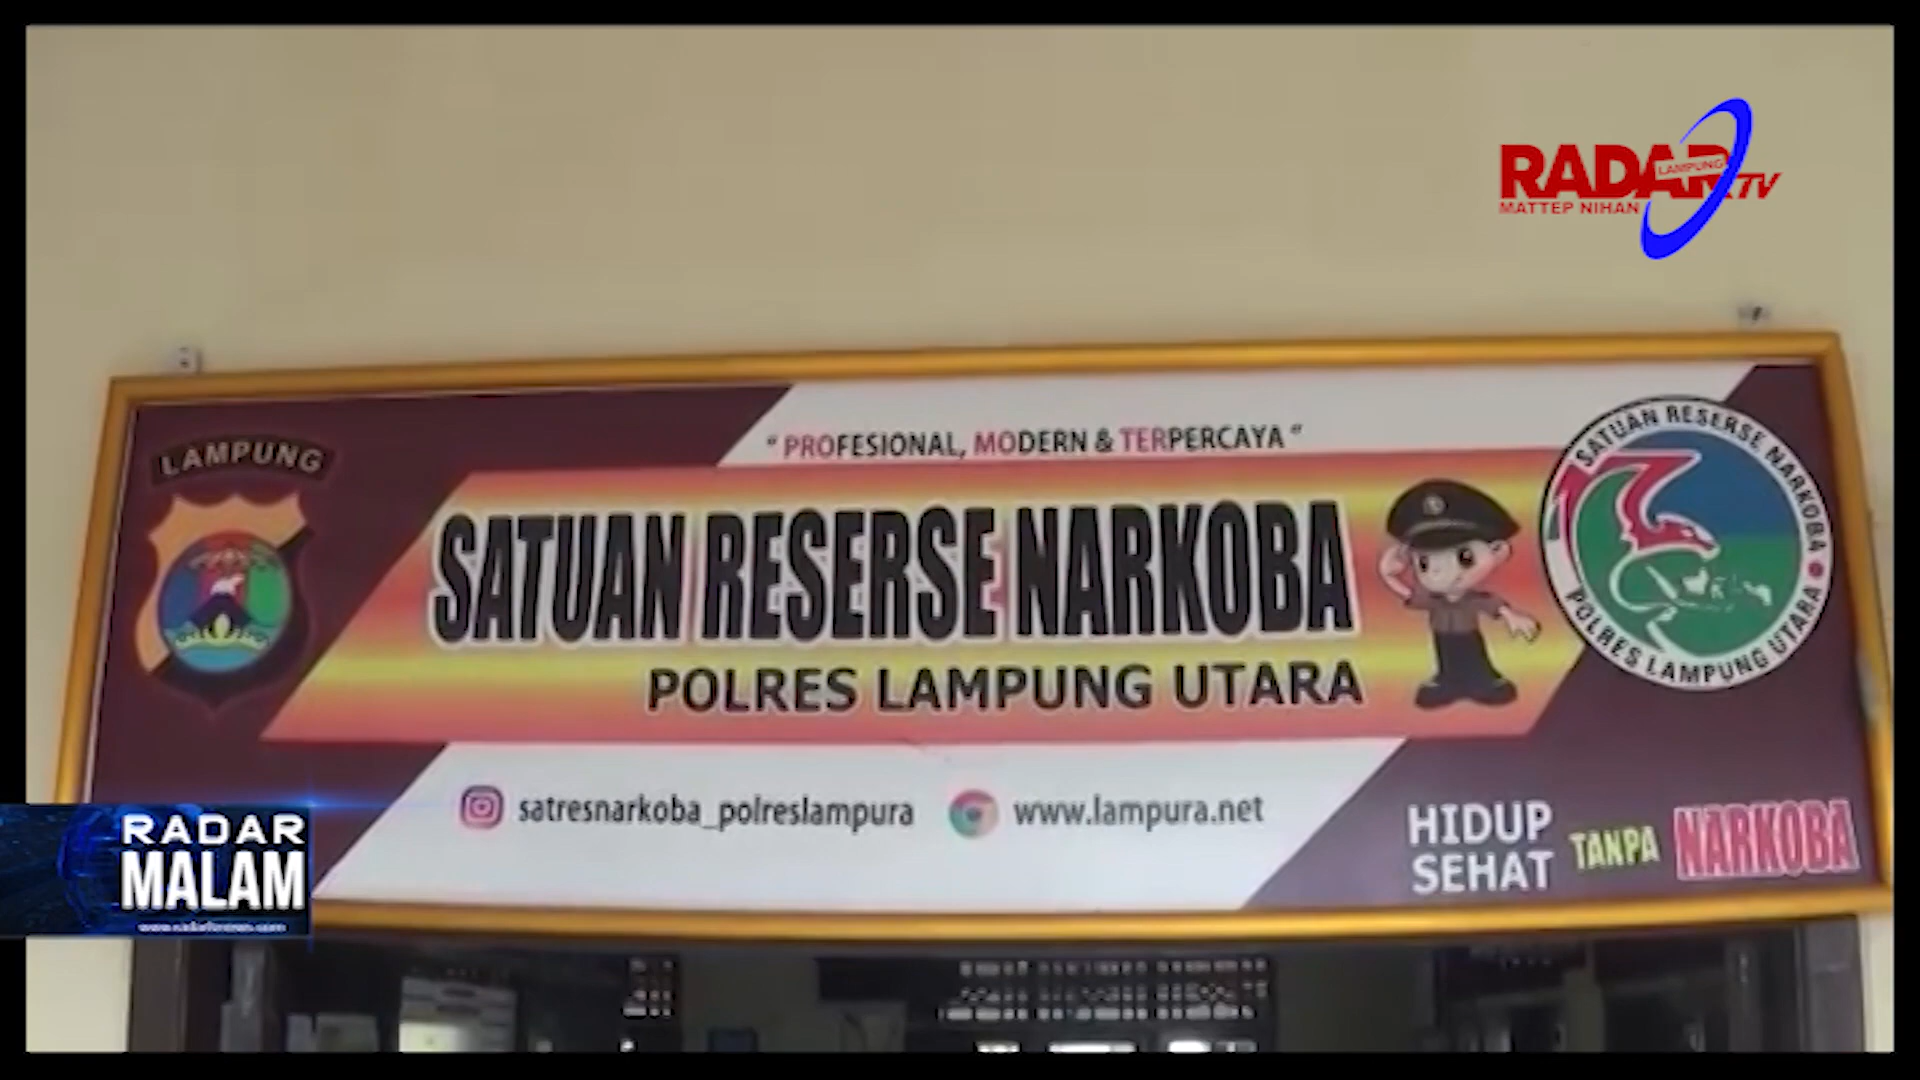 RADAR TV
LAMPUNG
MATTEP NIHAN
LAMPUNG
" PROFESIONAL, MODERN & TERPERCAYA "
SATUAN RESERSE NARKOBA
POLRES LAMPUNG UTARA
SATUAN RESERSE NARKOBA
POLRES LAMPUNG UTARA
satresnarkoba_polreslampura
www.lampura.net
HIDUP
SEHAT
TANPA
NARKOBA
RADAR
MALAM